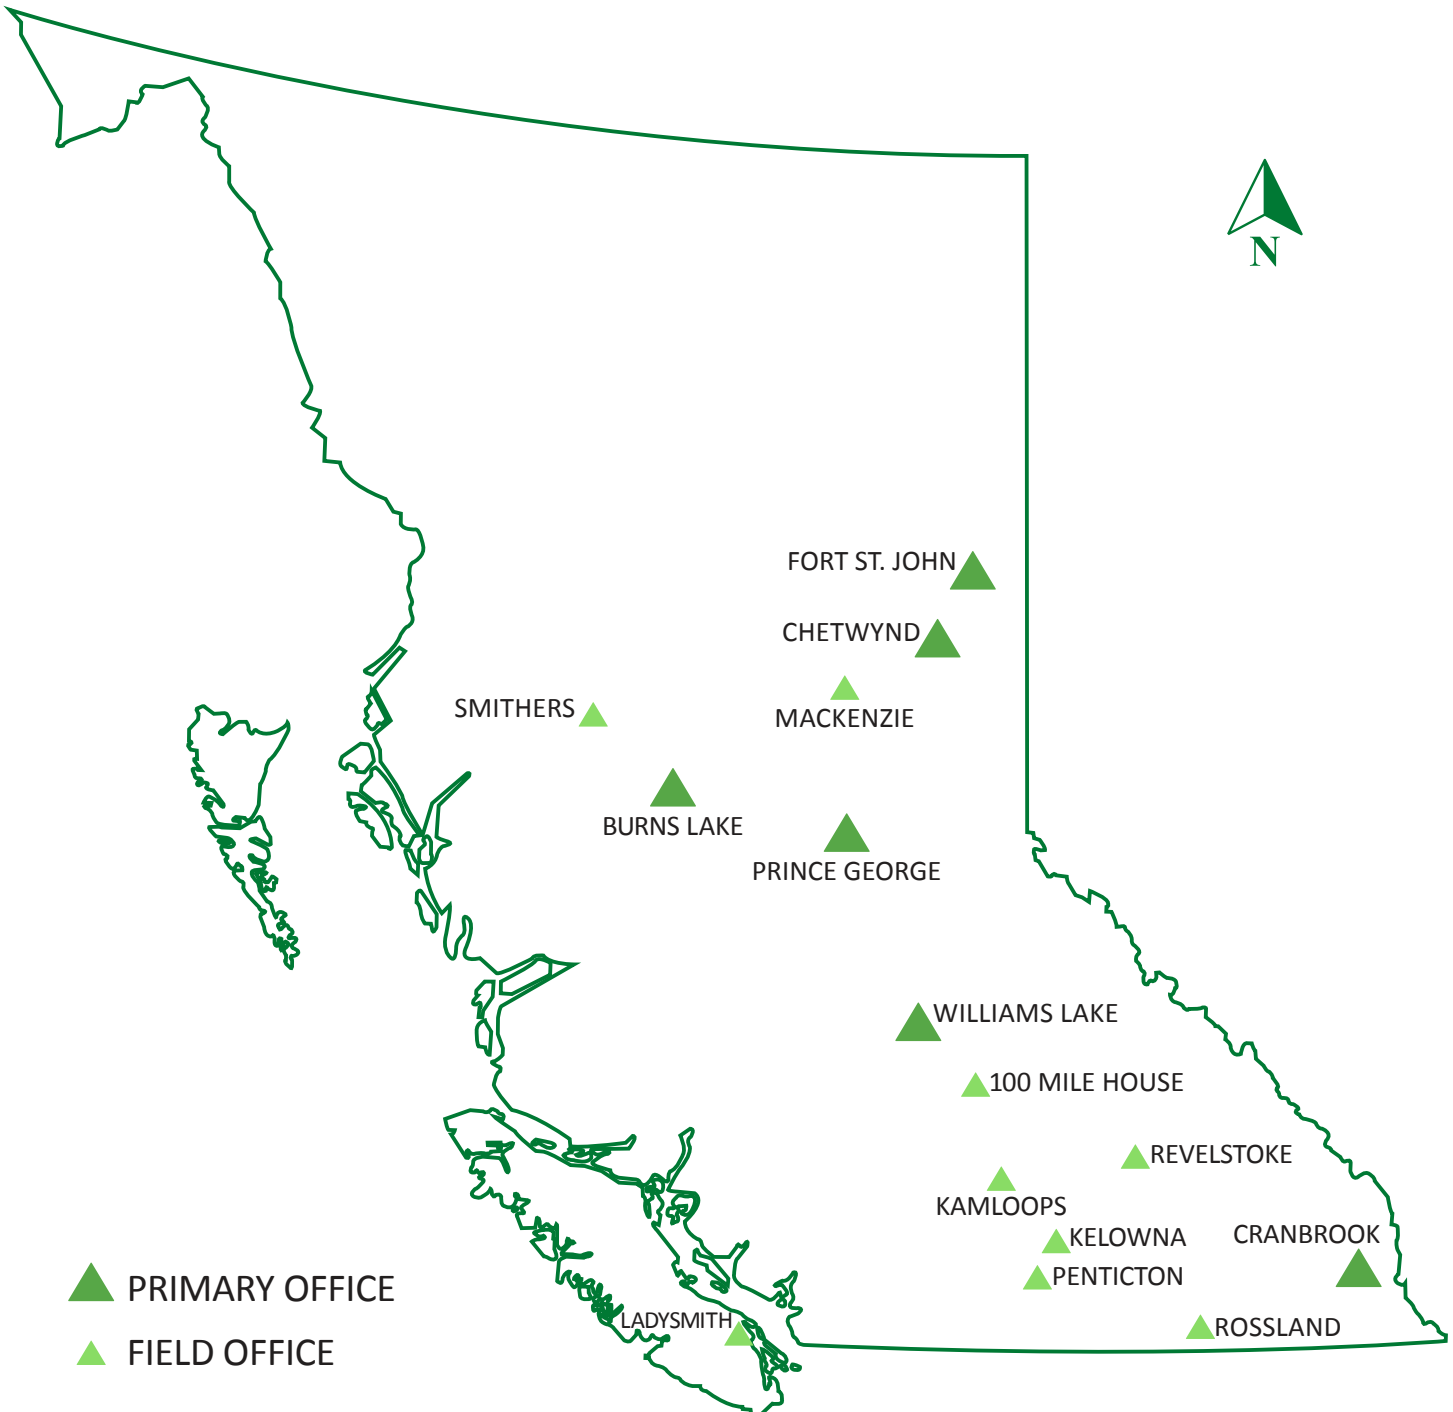 N
FORT ST. JOHN
CHETWYND
MACKENZIE
SMITHERS
BURNS LAKE
PRINCE GEORGE
WILLIAMS LAKE
100 MILE HOUSE
REVELSTOKE
KAMLOOPS
KELOWNA
CRANBROOK
PENTICTON
LADYSMITH
ROSSLAND
PRIMARY OFFICE
FIELD OFFICE